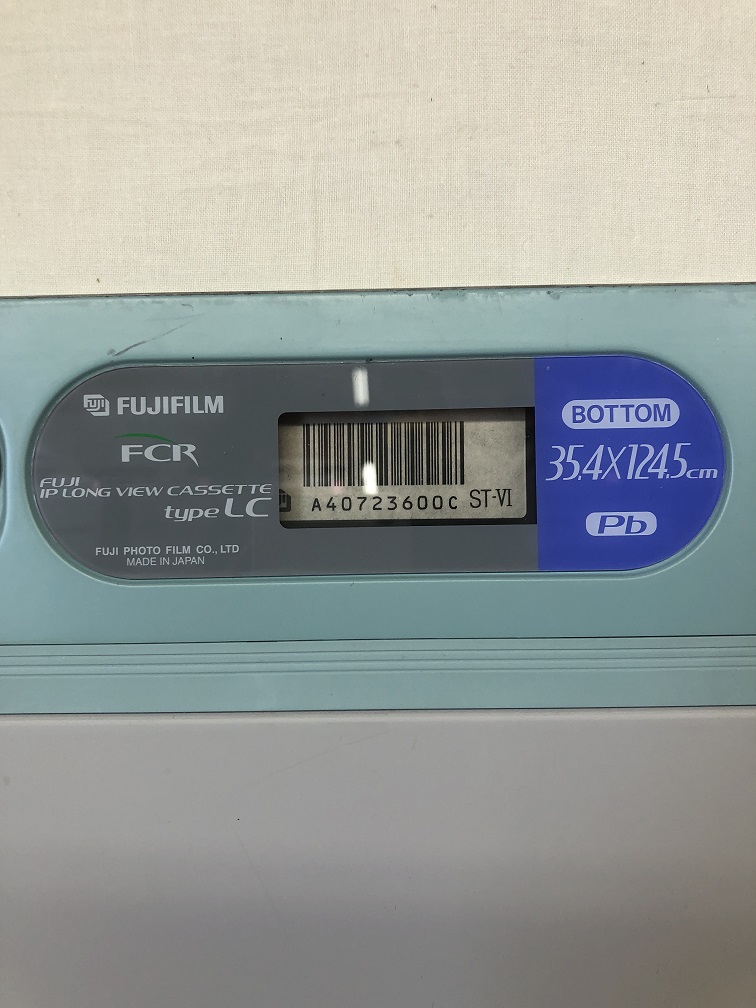 FUJI FUJIFILM
FCR
FUJI
IP LONG VIEW CASSETTE
type LC
FUJI PHOTO FILM CO., LTD
MADE IN JAPAN
A40723600C ST-VI
BOTTOM
35.4X124.5cm
Pb